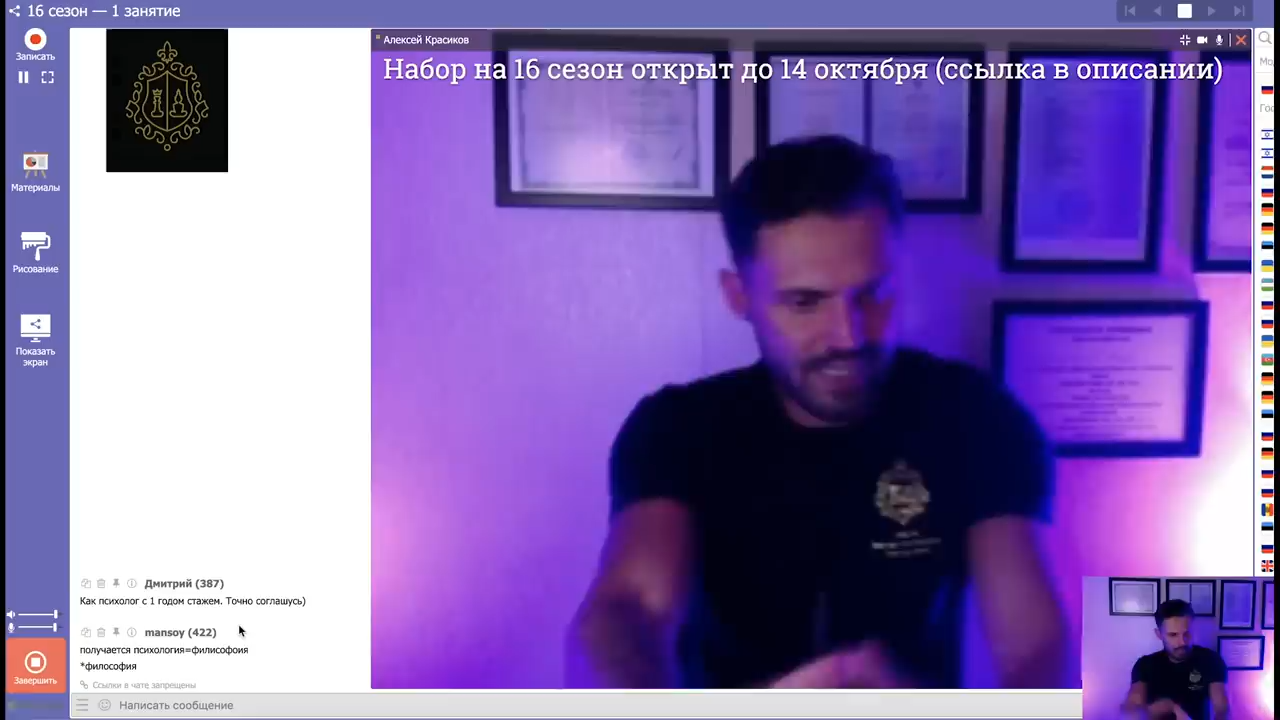 16 сезон — 1 занятие
Записать
Материалы
Рисование
Показать
экран
Завершить
Алексей Красиков
Набор на 16 сезон открыт до 14 октября (ссылка в описании)
Дмитрий (387)
Как психолог с 1 годом стажем. Точно соглашусь)
mansoy (422)
получается психология=филисофоия
*философия
Ссылки в чате запрещены
Написать сообщение